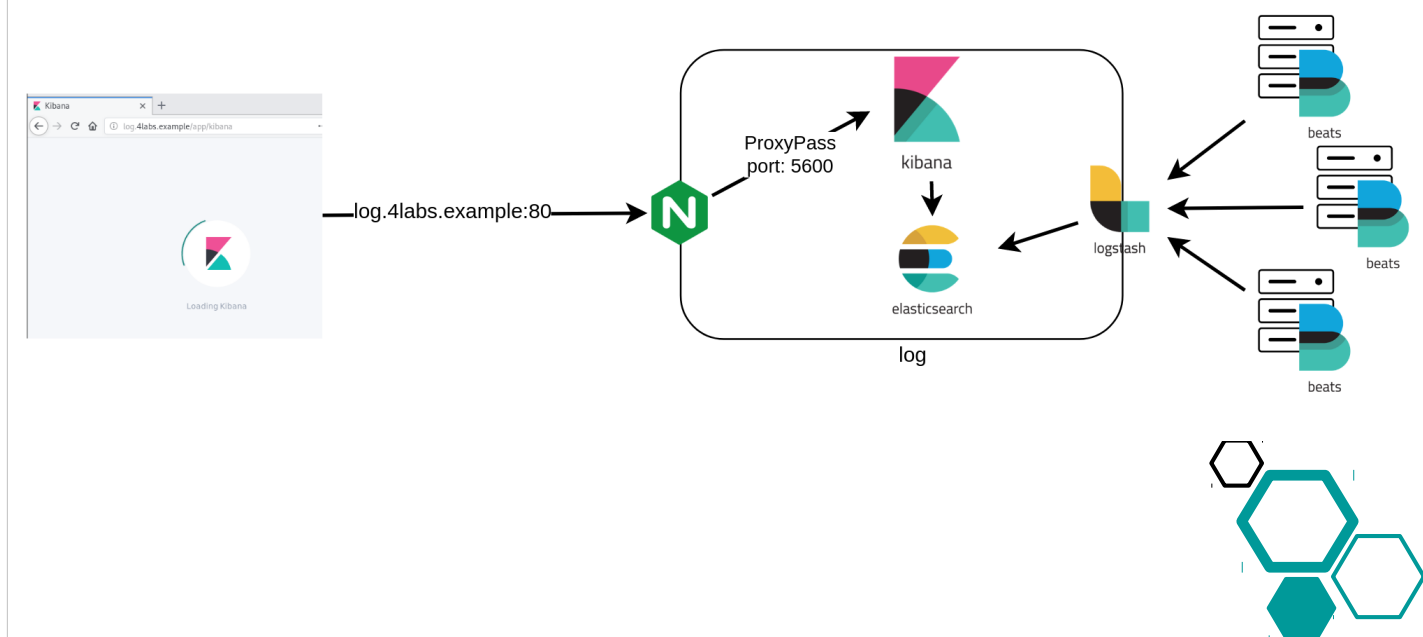 Kibana
log.4labs.example/app/kibana
Loading Kibana
log.4labs.example:80
ProxyPass
port: 5600
kibana
elasticsearch
logstash
log
beats
beats
beats